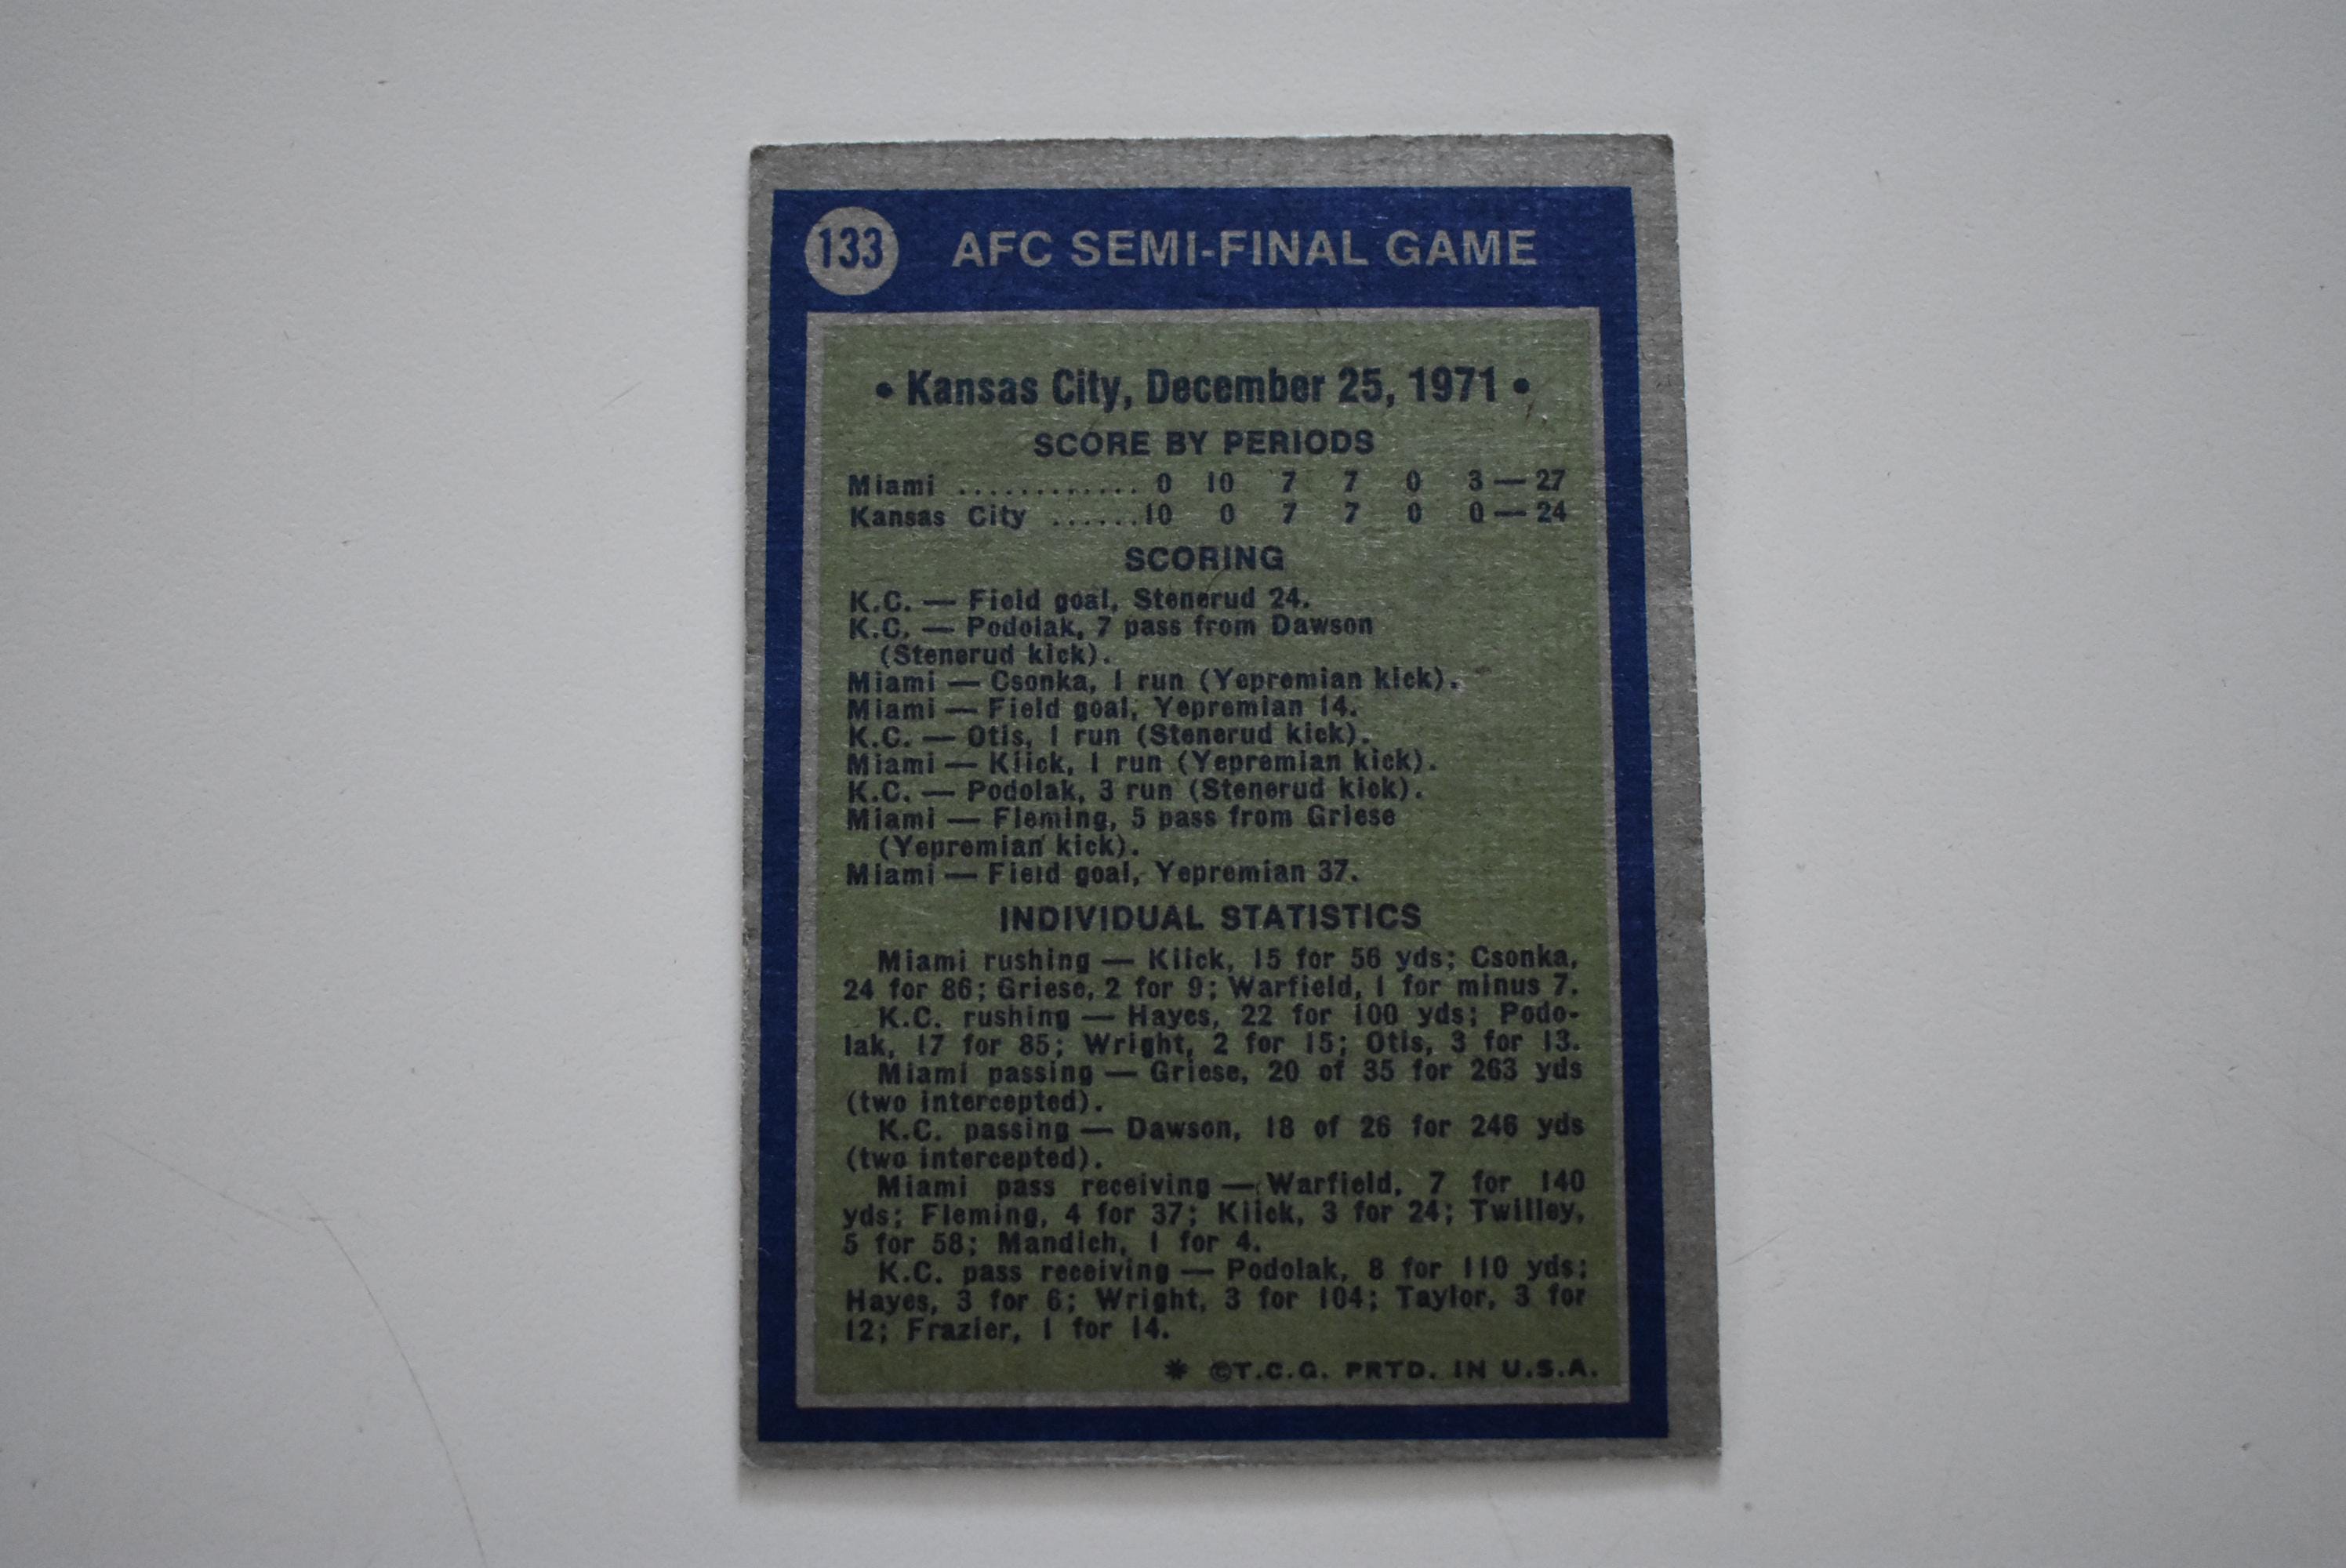 133 AFC SEMI-FINAL GAME
• Kansas City, December 25, 1971 •
SCORE BY PERIODS
Miami ............ 0 10 7 7 0 3 — 27
Kansas City ......10 0 7 7 0 0 — 24
SCORING
K.C. — Field goal, Stenerud 24.
K.C. — Podolak, 7 pass from Dawson
(Stenerud kick).
Miami — Csonka, 1 run (Yepremian kick).
Miami — Field goal, Yepremian 14.
K.C. — Otis, 1 run (Stenerud kick).
Miami — Kiick, 1 run (Yepremian kick).
K.C. — Podolak, 3 run (Stenerud kick).
Miami — Fleming, 5 pass from Griese
(Yepremian kick).
Miami — Field goal, Yepremian 37.
INDIVIDUAL STATISTICS
Miami rushing — Kiick, 15 for 56 yds; Csonka,
24 for 86; Griese, 2 for 9; Warfield, 1 for minus 7.
K.C. rushing — Hayes, 22 for 100 yds; Podo-
lak, 17 for 85; Wright, 2 for 15; Otis, 3 for 13.
Miami passing — Griese, 20 of 35 for 263 yds
(two intercepted).
K.C. passing — Dawson, 18 of 26 for 246 yds
(two intercepted).
Miami pass receiving — Warfield, 7 for 140
yds; Fleming, 4 for 37; Kiick, 3 for 24; Twilley,
5 for 58; Mandich, 1 for 4.
K.C. pass receiving — Podolak, 8 for 110 yds;
Hayes, 3 for 6; Wright, 3 for 104; Taylor, 3 for
12; Frazier, 1 for 14.
* ©T.C.G. PRTD. IN U.S.A.